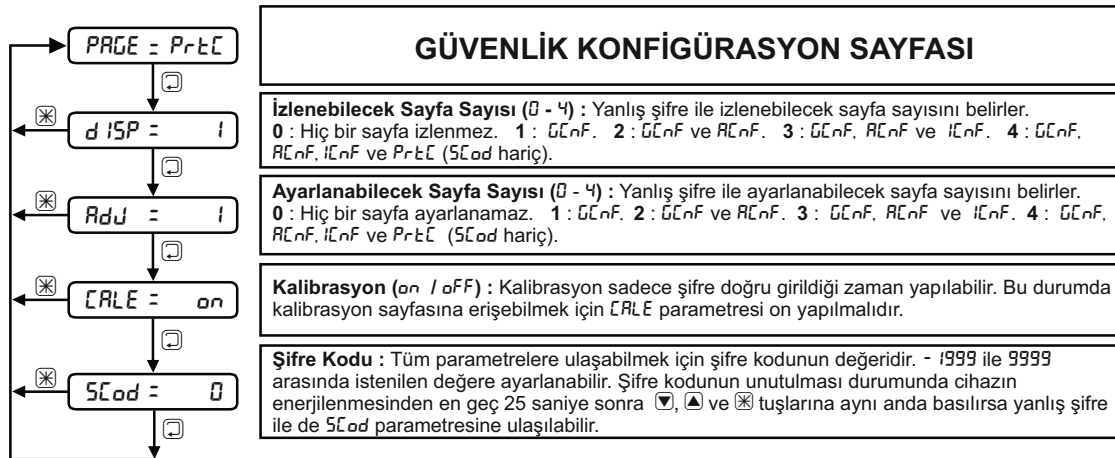 PAGE = PrtC
GÜVENLİK KONFİGÜRASYON SAYFASI
dISP = 1
İzlenebilecek Sayfa Sayısı (0 - 4) : Yanlış şifre ile izlenebilecek sayfa sayısını belirler.
0 : Hiç bir sayfa izlenmez. 1 : GCnF. 2 : GCnF ve ACnF. 3 : GCnF, ACnF ve ICnF. 4 : GCnF,
ACnF, ICnF ve PrtC (SCod hariç).
AdJ = 1
Ayarlanabilecek Sayfa Sayısı (0 - 4) : Yanlış şifre ile ayarlanabilecek sayfa sayısını belirler.
0 : Hiç bir sayfa ayarlanamaz. 1 : GCnF. 2 : GCnF ve ACnF. 3 : GCnF, ACnF ve ICnF. 4 : GCnF,
ACnF, ICnF ve PrtC (SCod hariç).
CALE = on
Kalibrasyon (on / oFF) : Kalibrasyon sadece şifre doğru girildiği zaman yapılabilir. Bu durumda
kalibrasyon sayfasına erişebilmek için CALE parametresi on yapılmalıdır.
SCod = 0
Şifre Kodu : Tüm parametrelere ulaşabilmek için şifre kodunun değeridir. - 1999 ile 9999
arasında istenilen değere ayarlanabilir. Şifre kodunun unutulması durumunda cihazın
enerjilenmesinden en geç 25 saniye sonra ▼, ▲ ve ✳ tuşlarına aynı anda basılırsa yanlış şifre
ile de SCod parametresine ulaşılabilir.